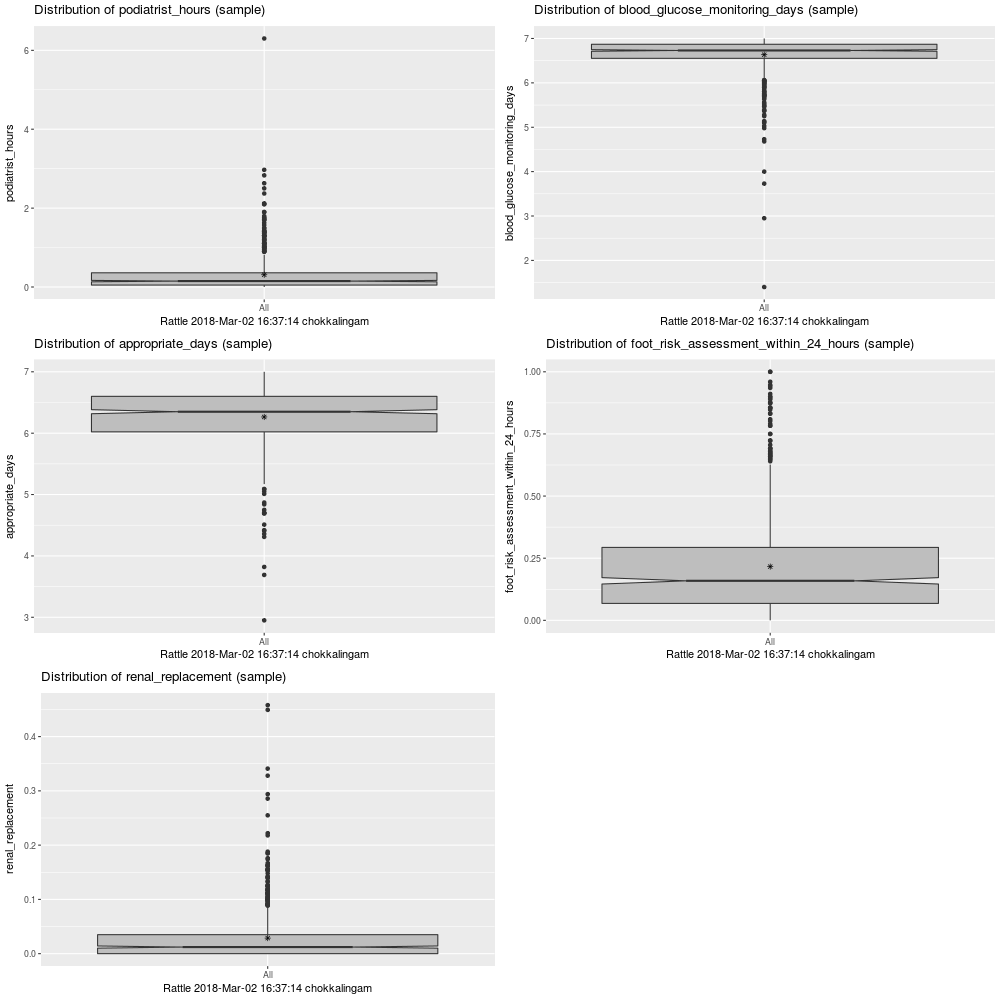 Distribution of podiatrist_hours (sample)
6
4
2
0
podiatrist_hours
All
Rattle 2018-Mar-02 16:37:14 chokkalingam
Distribution of blood_glucose_monitoring_days (sample)
7
6
5
4
3
2
blood_glucose_monitoring_days
All
Rattle 2018-Mar-02 16:37:14 chokkalingam
Distribution of appropriate_days (sample)
7
6
5
4
3
appropriate_days
All
Rattle 2018-Mar-02 16:37:14 chokkalingam
Distribution of foot_risk_assessment_within_24_hours (sample)
1.00
0.75
0.50
0.25
0.00
foot_risk_assessment_within_24_hours
All
Rattle 2018-Mar-02 16:37:14 chokkalingam
Distribution of renal_replacement (sample)
0.4
0.3
0.2
0.1
0.0
renal_replacement
All
Rattle 2018-Mar-02 16:37:14 chokkalingam